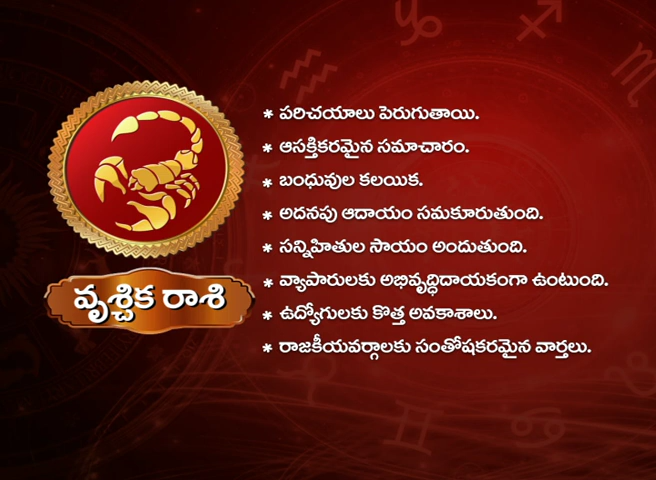 వృశ్చిక రాశి
* పరిచయాలు పెరుగుతాయి.
* ఆసక్తికరమైన సమాచారం.
* బంధువుల కలయిక.
* అదనపు ఆదాయం సమకూరుతుంది.
* సన్నిహితుల సాయం అందుతుంది.
* వ్యాపారులకు అభివృద్ధిదాయకంగా ఉంటుంది.
* ఉద్యోగులకు కొత్త అవకాశాలు.
* రాజకీయవర్గాలకు సంతోషకరమైన వార్తలు.